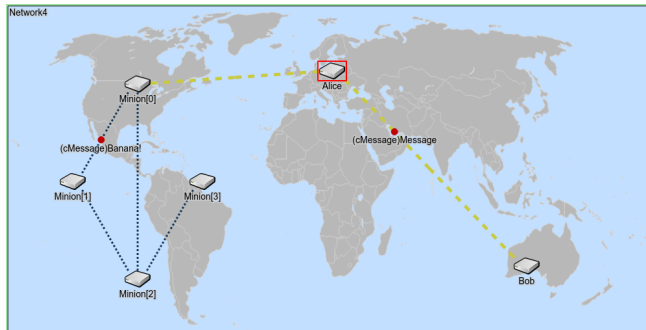 Network4
Alice
Minion[0]
(cMessage)Message
(cMessage)Banana!
Minion[1]
Minion[3]
Bob
Minion[2]